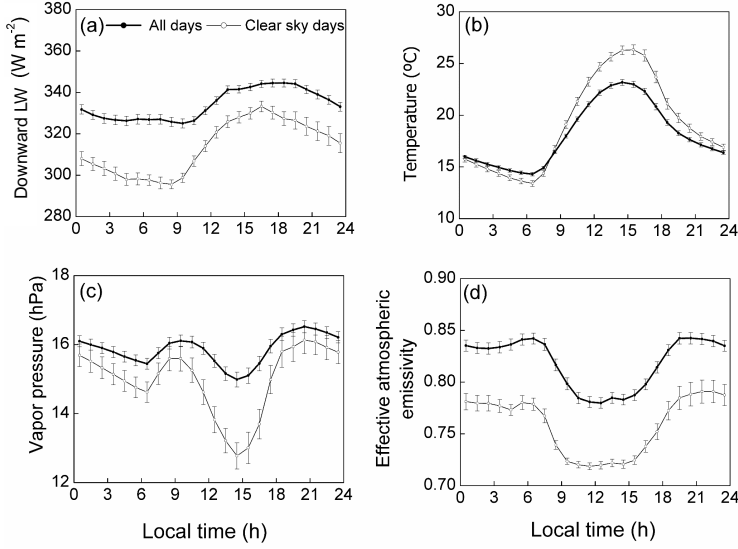 (a)
All days
Clear sky days
Downward LW (W m-2)
360
340
320
300
280
0 3 6 9 12 15 18 21 24
(b)
Temperature (ºC)
30
25
20
15
10
0 3 6 9 12 15 18 21 24
(c)
Vapor pressure (hPa)
18
16
14
12
0 3 6 9 12 15 18 21 24
Local time (h)
(d)
Effective atmospheric
emissivity
0.90
0.85
0.80
0.75
0.70
0 3 6 9 12 15 18 21 24
Local time (h)